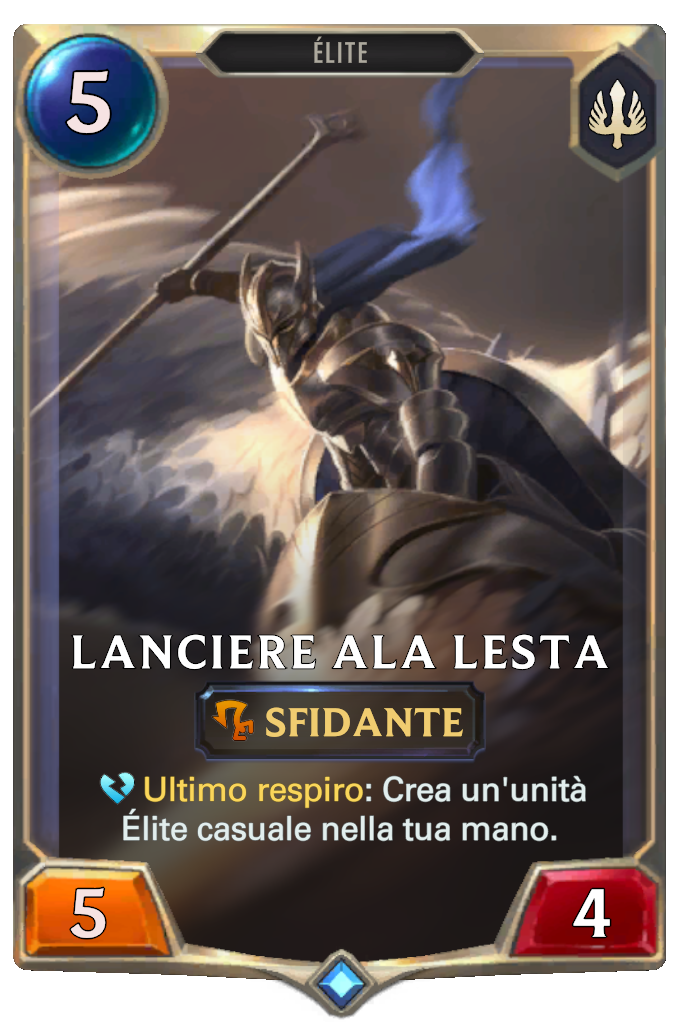 ÉLITE
5
LANCIERE ALA LESTA
SFIDANTE
Ultimo respiro: Crea un'unità
Élite casuale nella tua mano.
5
4